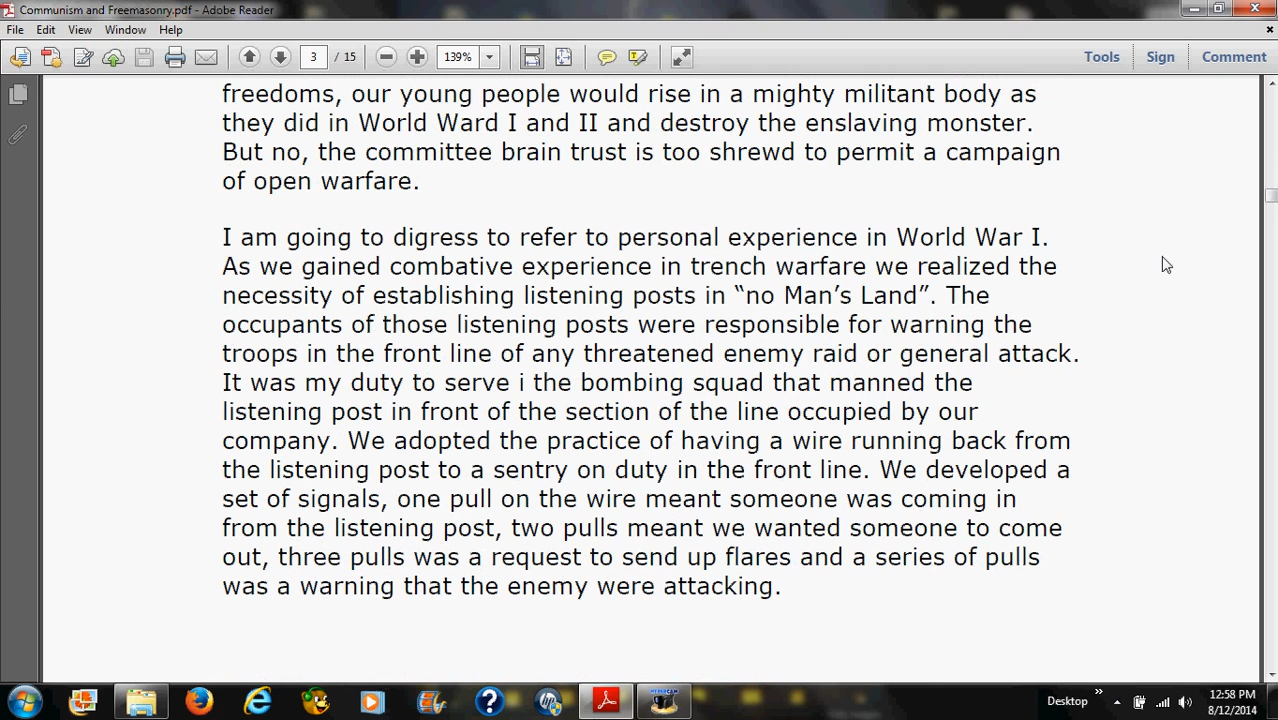 Communism and Freemasonry.pdf - Adobe Reader
File Edit View Window Help
3 / 15 139% Tools Sign Comment
freedoms, our young people would rise in a mighty militant body as
they did in World Ward I and II and destroy the enslaving monster.
But no, the committee brain trust is too shrewd to permit a campaign
of open warfare.
I am going to digress to refer to personal experience in World War I.
As we gained combative experience in trench warfare we realized the
necessity of establishing listening posts in “no Man’s Land”. The
occupants of those listening posts were responsible for warning the
troops in the front line of any threatened enemy raid or general attack.
It was my duty to serve i the bombing squad that manned the
listening post in front of the section of the line occupied by our
company. We adopted the practice of having a wire running back from
the listening post to a sentry on duty in the front line. We developed a
set of signals, one pull on the wire meant someone was coming in
from the listening post, two pulls meant we wanted someone to come
out, three pulls was a request to send up flares and a series of pulls
was a warning that the enemy were attacking.
Desktop
12:58 PM
8/12/2014